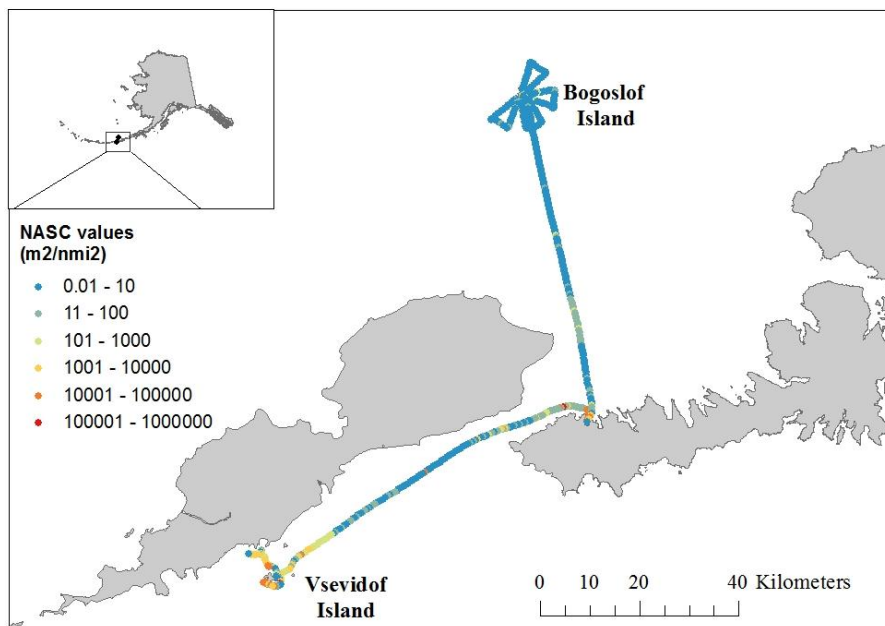 Bogoslof
Island
NASC values
(m2/nmi2)
0.01 - 10
11 - 100
101 - 1000
1001 - 10000
10001 - 100000
100001 - 1000000
Vsevidof
Island
0 10 20 40 Kilometers